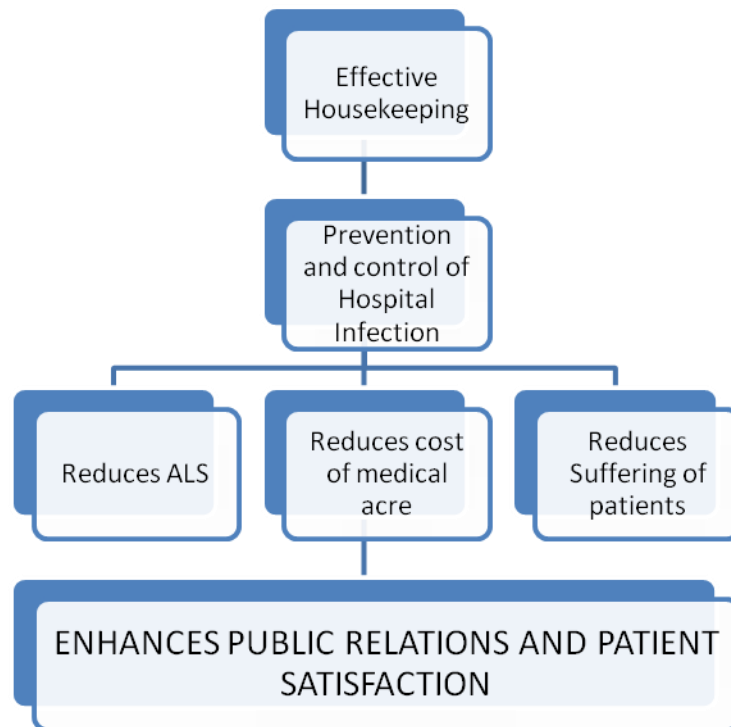 Effective
Housekeeping
Prevention
and control of
Hospital
Infection
Reduces ALS
Reduces cost
of medical
acre
Reduces
Suffering of
patients
ENHANCES PUBLIC RELATIONS AND PATIENT
SATISFACTION